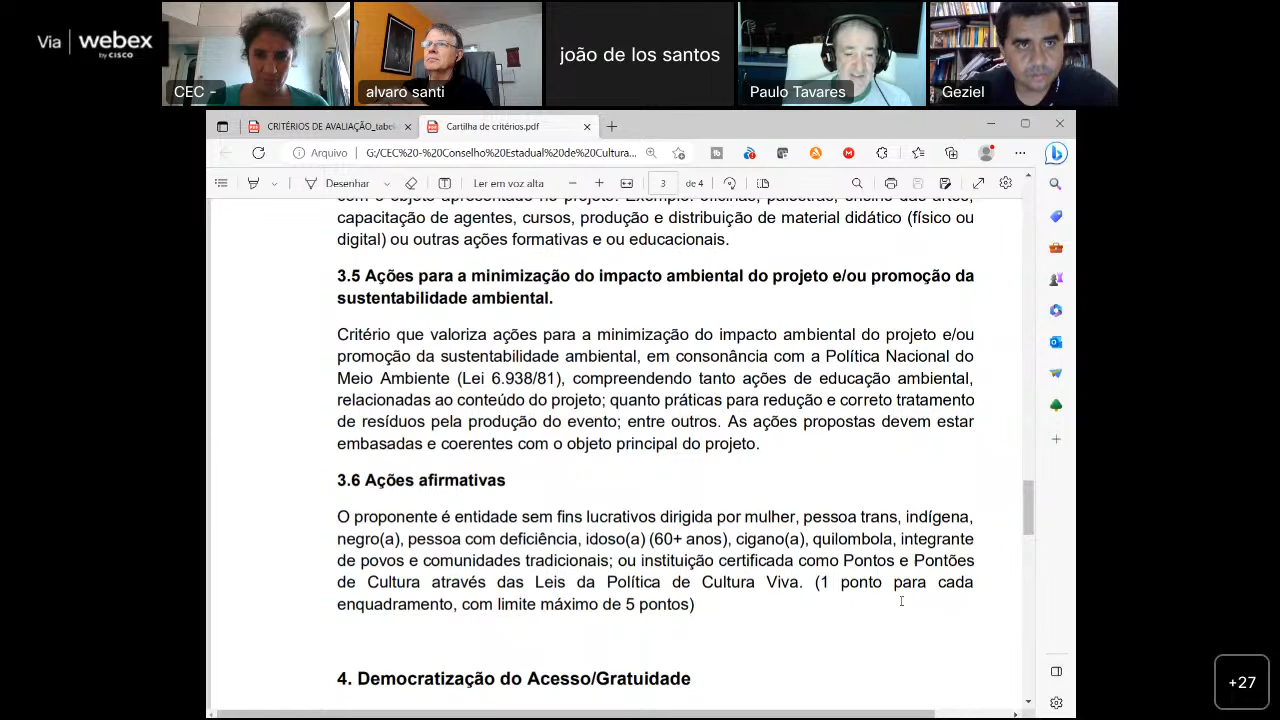 Via webex
by CISCO
CEC -
alvaro santi
joão de los santos
Paulo Tavares
Geziel
CRITÉRIOS DE AVALIAÇÃO_tabe
Cartilha de critérios.pdf
Arquivo
G:/CEC%20-%20Conselho%20Estadual%20de%20Cultura...
Desenhar
Ler em voz alta
3
de 4
capacitação de agentes, cursos, produção e distribuição de material didático (físico ou
digital) ou outras ações formativas e ou educacionais.
3.5 Ações para a minimização do impacto ambiental do projeto e/ou promoção da
sustentabilidade ambiental.
Critério que valoriza ações para a minimização do impacto ambiental do projeto e/ou
promoção da sustentabilidade ambiental, em consonância com a Política Nacional do
Meio Ambiente (Lei 6.938/81), compreendendo tanto ações de educação ambiental,
relacionadas ao conteúdo do projeto; quanto práticas para redução e correto tratamento
de resíduos pela produção do evento; entre outros. As ações propostas devem estar
embasadas e coerentes com o objeto principal do projeto.
3.6 Ações afirmativas
O proponente é entidade sem fins lucrativos dirigida por mulher, pessoa trans, indígena,
negro(a), pessoa com deficiência, idoso(a) (60+ anos), cigano(a), quilombola, integrante
de povos e comunidades tradicionais; ou instituição certificada como Pontos e Pontões
de Cultura através das Leis da Política de Cultura Viva. (1 ponto para cada
enquadramento, com limite máximo de 5 pontos)
4. Democratização do Acesso/Gratuidade
+27